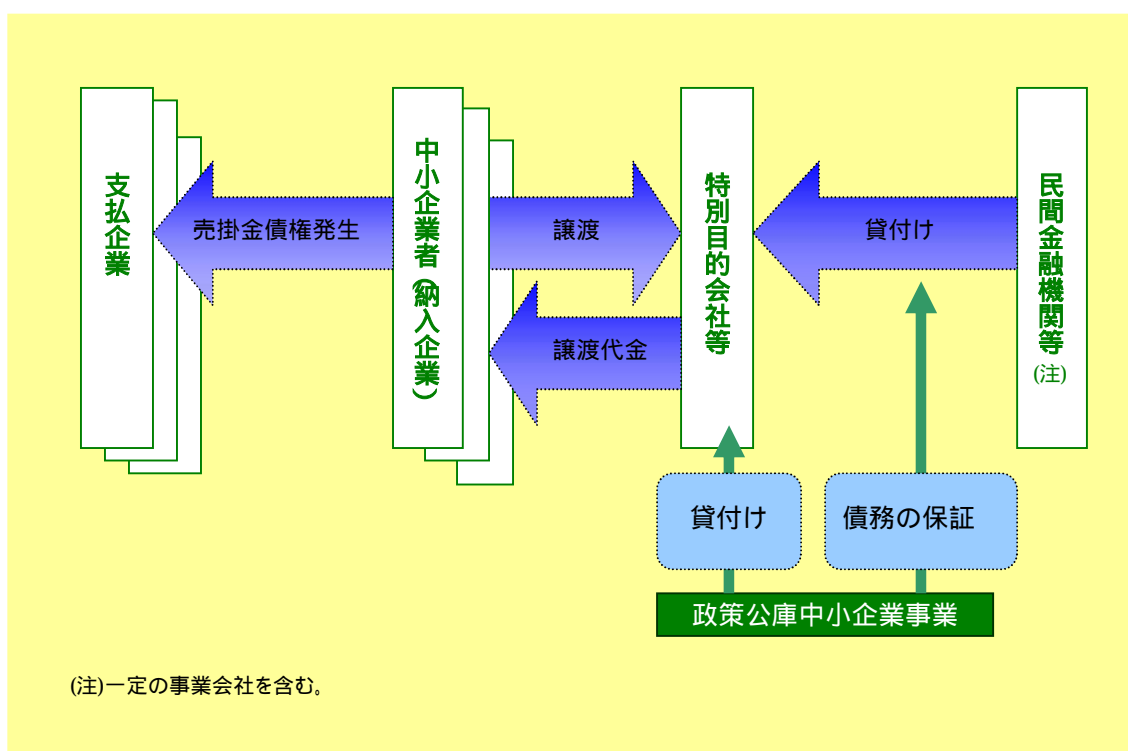 支払企業
売掛金債権発生
中小企業者（納入企業）
譲渡
譲渡代金
特別目的会社等
貸付け
民間金融機関等
(注)
貸付け
債務の保証
政策公庫中小企業事業
(注)一定の事業会社を含む。